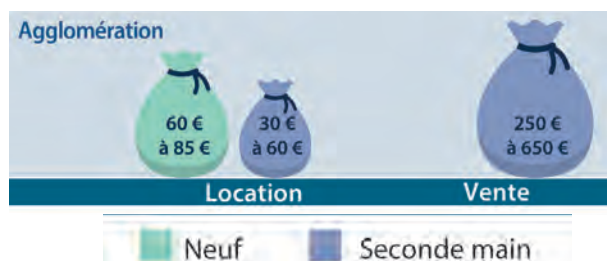 Agglomération
60 € 30 € 250 €
à 85 € à 60 € à 650 €
Location Vente
Neuf Seconde main